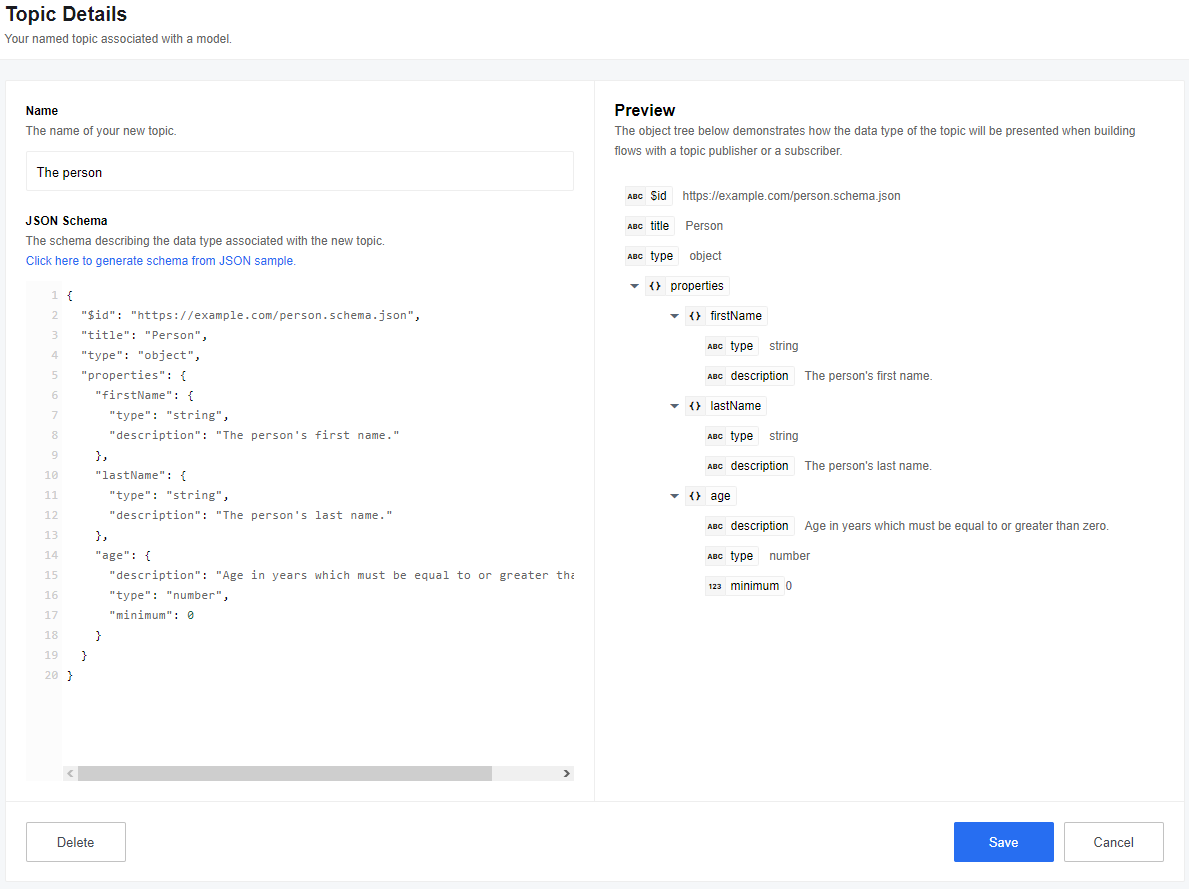 Topic Details
Your named topic associated with a model.
Name
The name of your new topic.
The person
JSON Schema
The schema describing the data type associated with the new topic.
Click here to generate schema from JSON sample.
1 {
2 "$id": "https://example.com/person.schema.json",
3 "title": "Person",
4 "type": "object",
5 "properties": {
6 "firstName": {
7 "type": "string",
8 "description": "The person's first name."
9 },
10 "lastName": {
11 "type": "string",
12 "description": "The person's last name."
13 },
14 "age": {
15 "description": "Age in years which must be equal to or greater tha
16 "type": "number",
17 "minimum": 0
18 }
19 }
20 }
Delete
Preview
The object tree below demonstrates how the data type of the topic will be presented when building
flows with a topic publisher or a subscriber.
ABC $id https://example.com/person.schema.json
ABC title Person
ABC type object
{} properties
{} firstName
ABC type string
ABC description The person's first name.
{} lastName
ABC type string
ABC description The person's last name.
{} age
ABC description Age in years which must be equal to or greater than zero.
ABC type number
123 minimum 0
Save Cancel